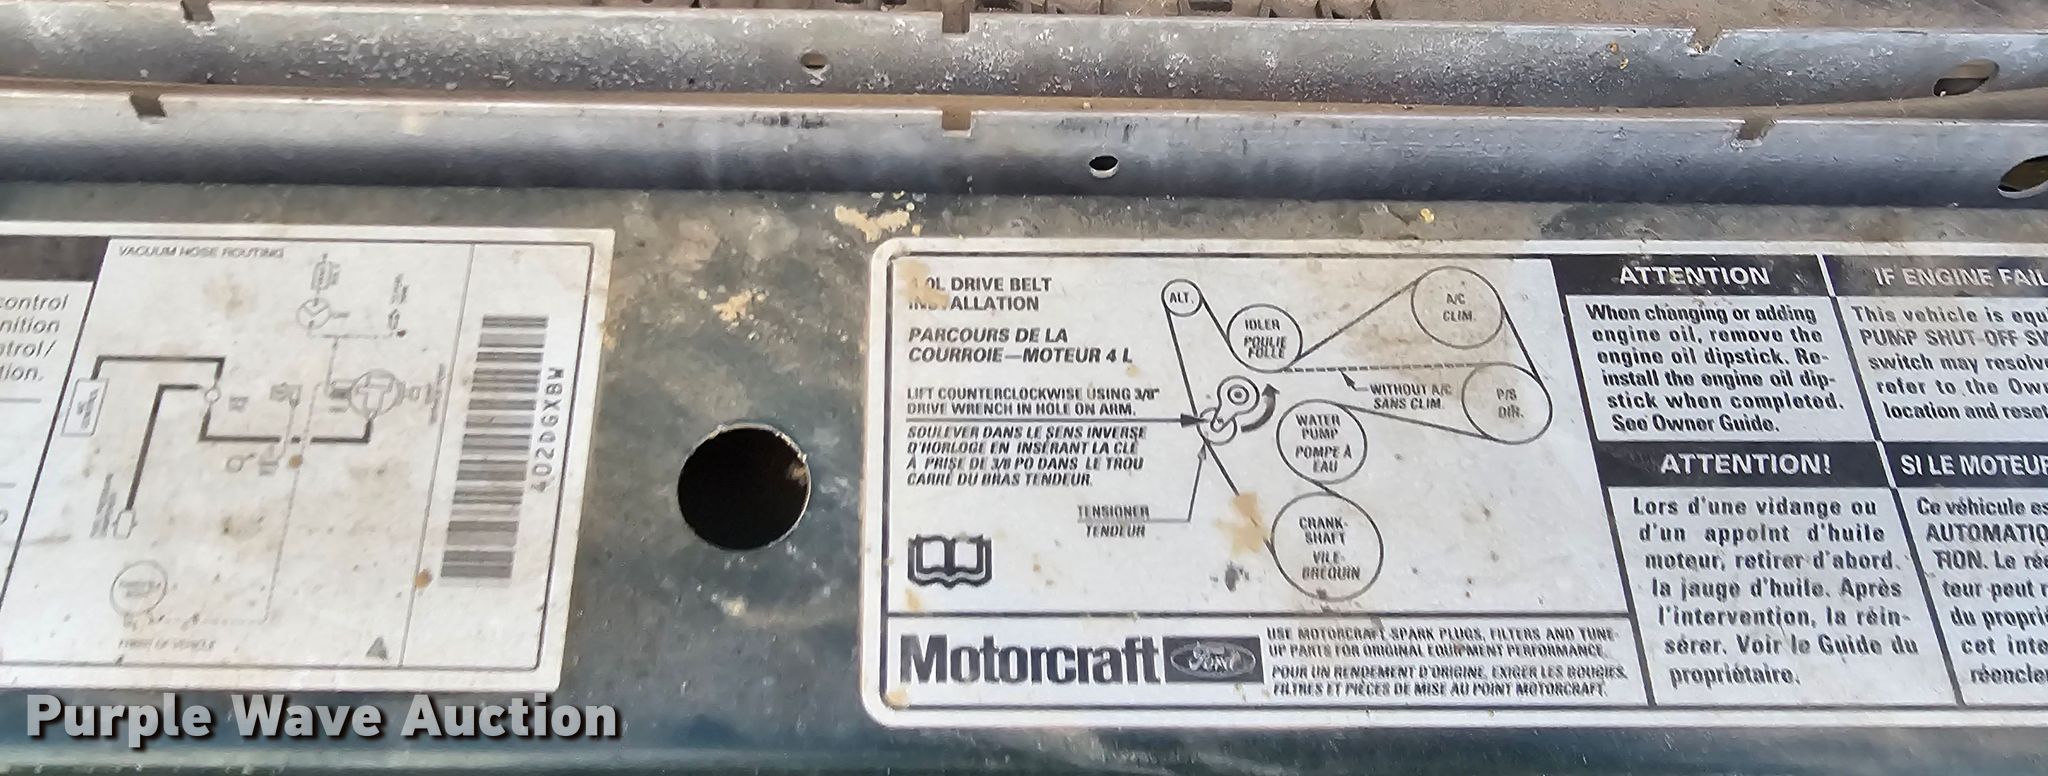 VACUUM HOSE ROUTING
control
nition
trol/
tion.
402DGXBW
.0L DRIVE BELT
INSTALLATION
PARCOURS DE LA
COURROIE—MOTEUR 4 L
LIFT COUNTERCLOCKWISE USING 3/8"
DRIVE WRENCH IN HOLE ON ARM.
SOULEVER DANS LE SENS INVERSE
D'HORLOGE EN INSÉRANT LA CLÉ
À PRISE DE 3/8 PO DANS LE TROU
CARRÉ DU BRAS TENDEUR.
TENSIONER
TENDEUR
ALT.
IDLER
POULIE
FOLLE
A/C
CLIM.
WITHOUT A/C
SANS CLIM.
P/S
DIR.
WATER
PUMP
POMPE À
EAU
CRANK-
SHAFT
VILE-
BREQUIN
Motorcraft
Ford
USE MOTORCRAFT SPARK PLUGS, FILTERS AND TUNE-
UP PARTS FOR ORIGINAL EQUIPMENT PERFORMANCE.
POUR UN RENDEMENT D'ORIGINE, EXIGER LES BOUGIES,
FILTRES ET PIÈCES DE MISE AU POINT MOTORCRAFT.
ATTENTION
When changing or adding
engine oil, remove the
engine oil dipstick. Re-
install the engine oil dip-
stick when completed.
See Owner Guide.
ATTENTION!
Lors d'une vidange ou
d'un appoint d'huile
moteur, retirer d'abord
la jauge d'huile. Après
l'intervention, la réin-
sérer. Voir le Guide du
propriétaire.
IF ENGINE FAIL
This vehicle is equ
PUMP SHUT-OFF SW
switch may resolve
refer to the Own
location and reset
SI LE MOTEUR
Ce véhicule es
AUTOMATIQ
TION. Le rée
teur peut r
du propri
cet inte
réencle
Purple Wave Auction